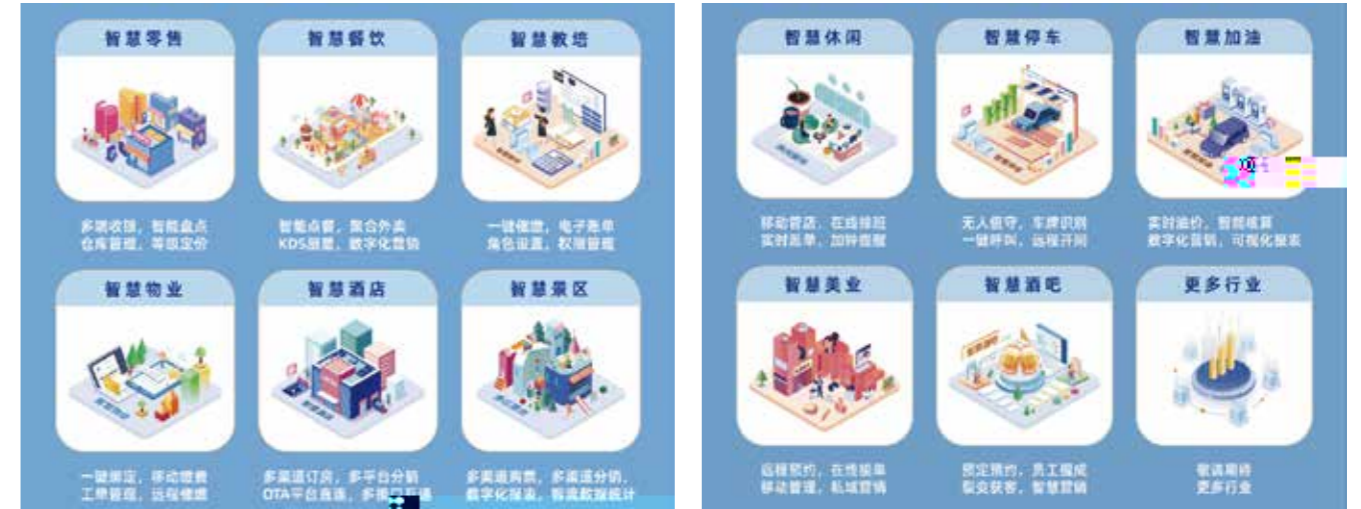 智慧零售
多端收银，智能盘点
仓库管理，等级定价
智慧餐饮
智能点餐，聚合外卖
KDS厨显，数字化营销
智慧教培
一键催缴，电子账单
角色设置，权限管理
智慧物业
一键绑定，移动缴费
工单管理，远程催缴
智慧酒店
多渠道订房，多平台分销
OTA平台直连，多
智慧景区
多渠道购票，多渠道分销，
数字化报表，客流数据统计
智慧休闲
移动管店，在线排班
实时账单，加钟提醒
智慧停车
无人值守，车牌识别
一键呼叫，远程开闸
智慧加油
实时油价，智能核算
数字化营销，可视化报表
智慧美业
远程预约，在线接单
移动管理，私域营销
智慧酒吧
预定预约，员工提成
裂变获客，智慧营销
更多行业
敬请期待
更多行业